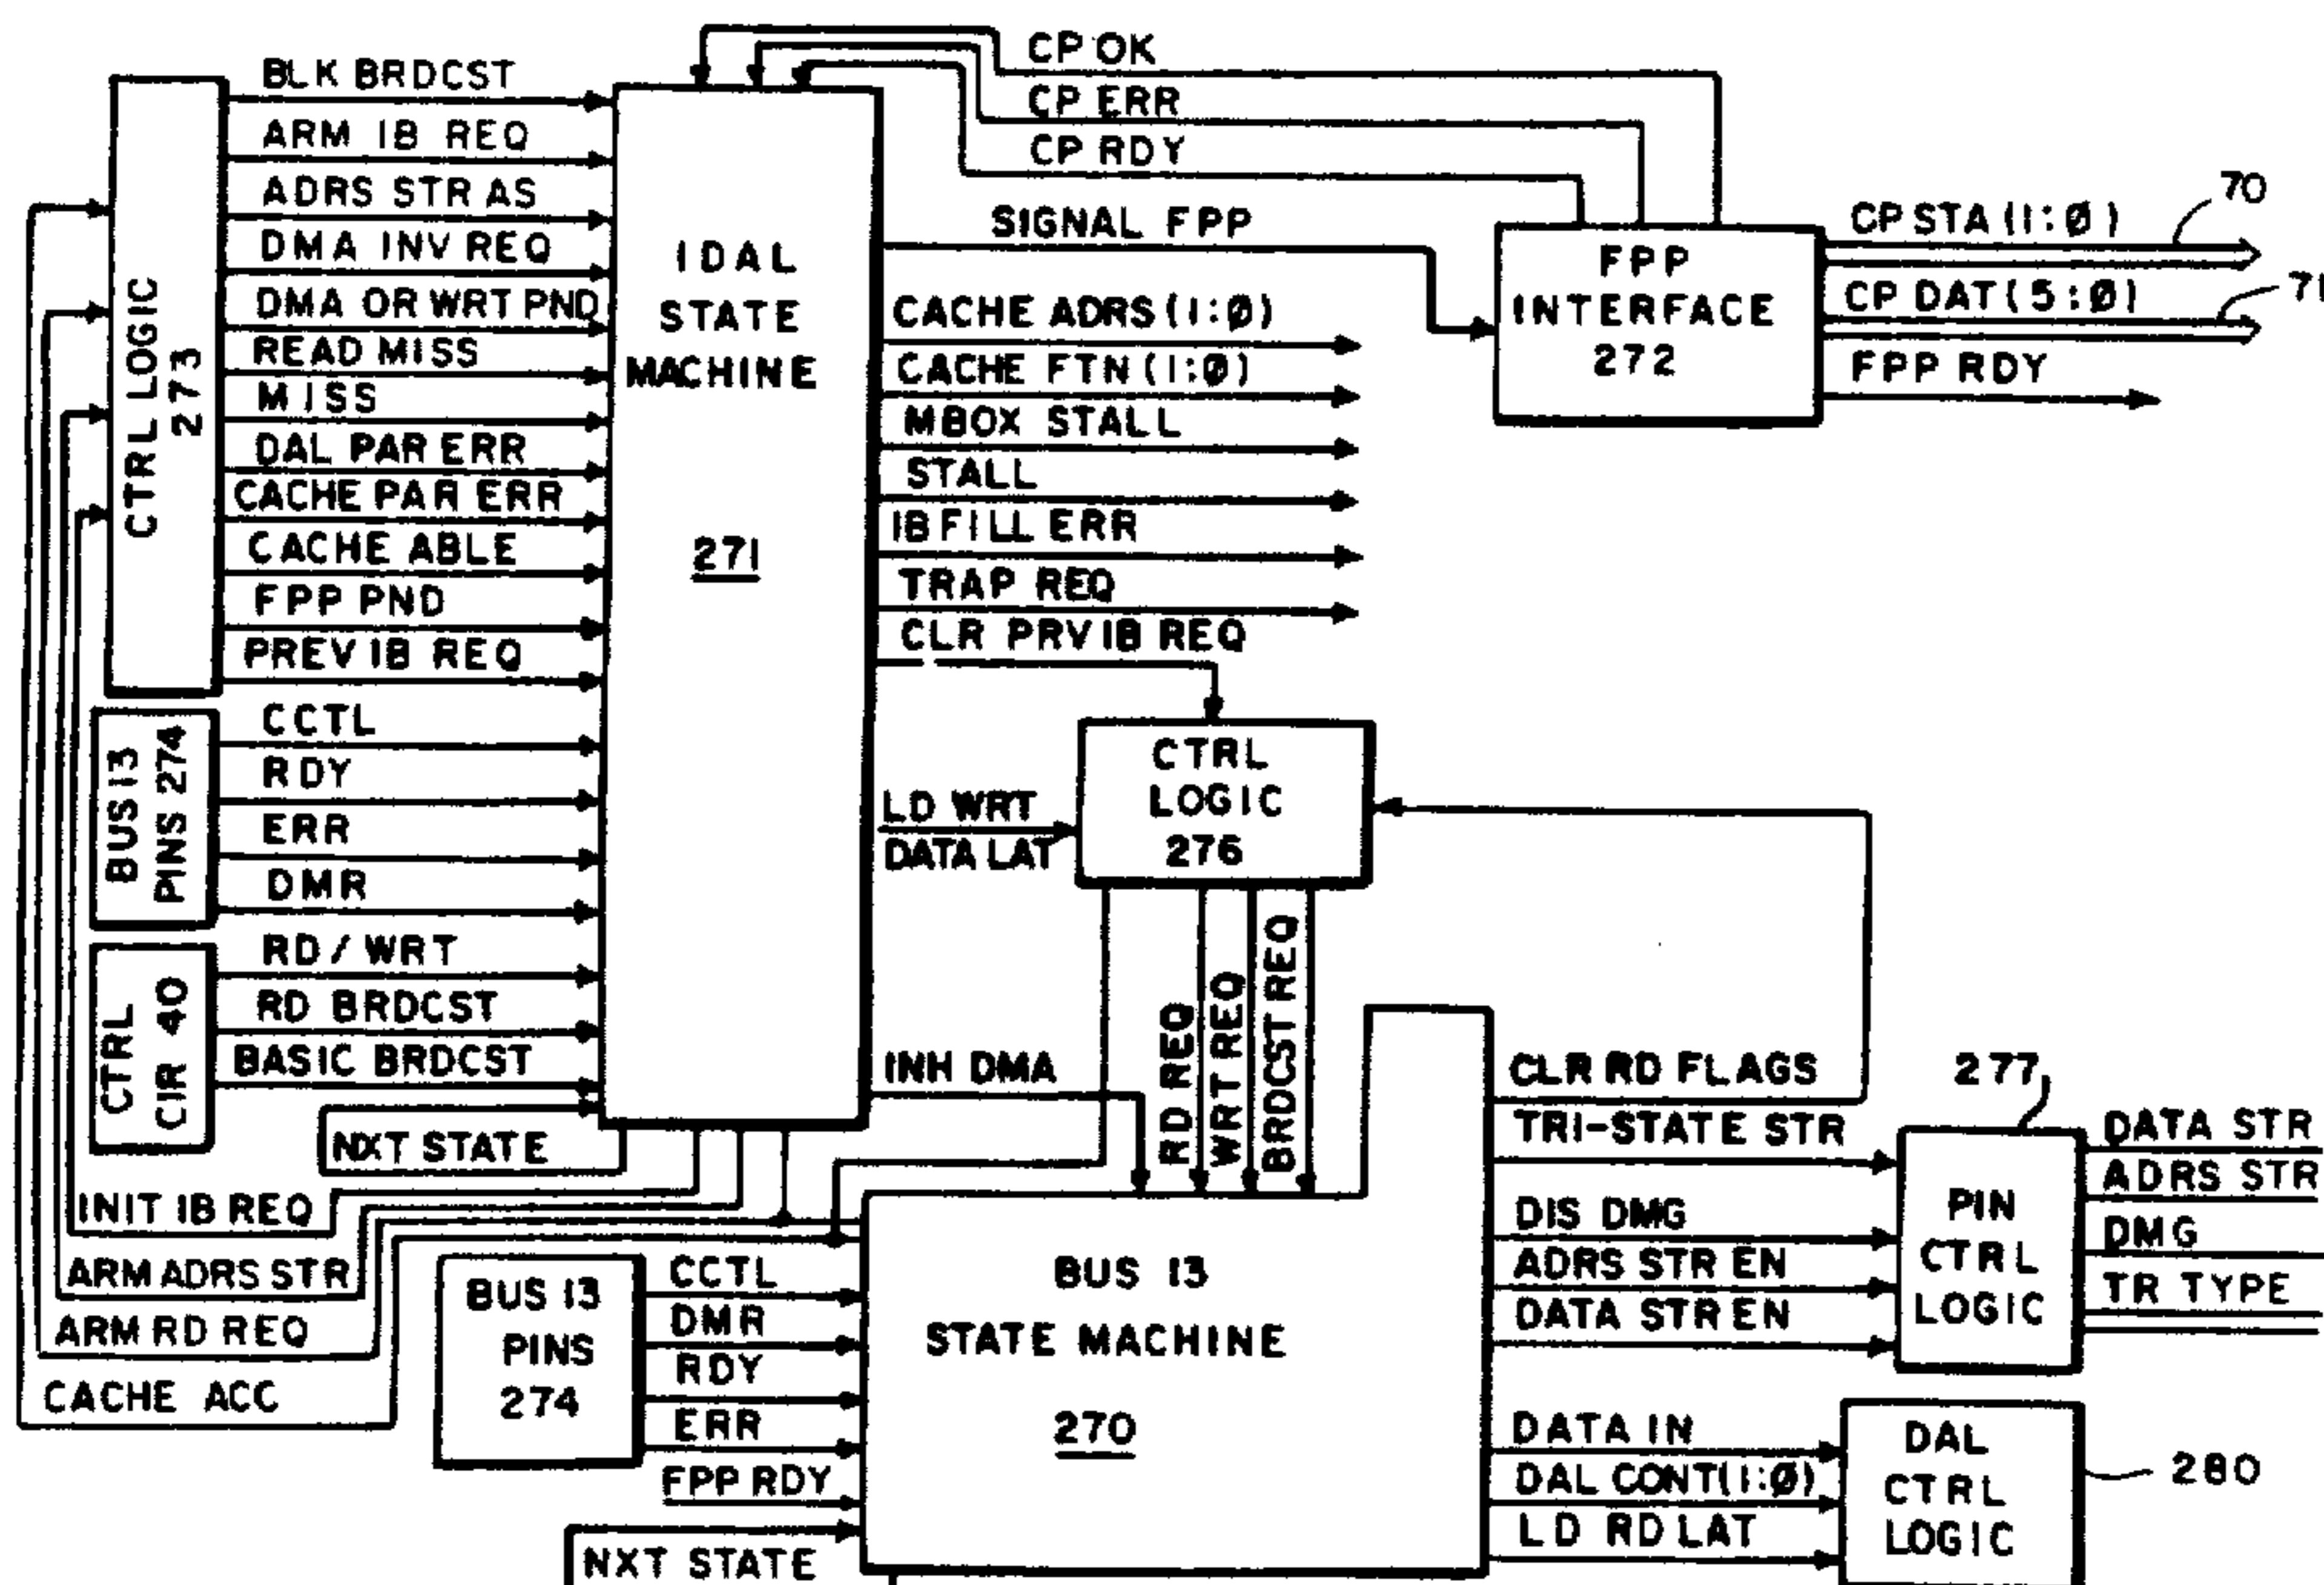 BLK BRDCST
ARM IB REQ
ADRS STR AS
DMA INV REQ
DMA OR WRT PND
READ MISS
MISS
DAL PAR ERR
CACHE PAR ERR
CACHE ABLE
FPP PND
PREV IB REQ
CTRL LOGIC
273
CCTL
RDY
ERR
DMR
BUS 13
PINS 274
RD / WRT
RD BRDCST
BASIC BRDCST
CTRL
CIR 40
NXT STATE
INIT IB REQ
ARM ADRS STR
ARM RD REQ
CACHE ACC
IDAL
STATE
MACHINE
271
CP OK
CP ERR
CP RDY
SIGNAL FPP
CACHE ADRS (1:0)
CACHE FTN (1:0)
MBOX STALL
STALL
IB FILL ERR
TRAP REQ
CLR PRV IB REQ
FPP
INTERFACE
272
CP STA (1:0)
70
CP DAT (5:0)
71
FPP RDY
CTRL
LOGIC
276
LD WRT
DATA LAT
INH DMA
RD REQ
WRT REQ
BRDCST REQ
BUS 13
PINS
274
CCTL
DMR
RDY
ERR
FPP RDY
NXT STATE
BUS 13
STATE MACHINE
270
CLR RD FLAGS
TRI-STATE STR
DIS DMG
ADRS STR EN
DATA STR EN
DATA IN
DAL CONT (1:0)
LD RD LAT
277
PIN
CTRL
LOGIC
DATA STR
ADRS STR
DMG
TR TYPE
DAL
CTRL
LOGIC
280